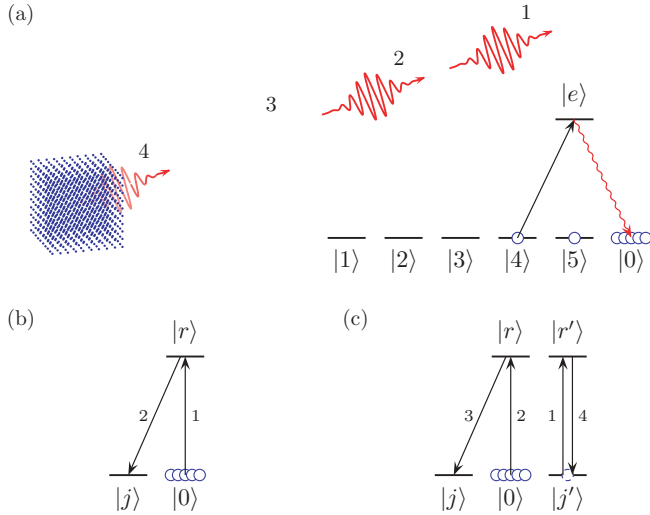 (a)
1
2
3
4
|e⟩
|1⟩ |2⟩ |3⟩ |4⟩ |5⟩ |0⟩
(b) (c)
|r⟩ |r⟩ |r′⟩
2 1 3 2 1 4
|j⟩ |0⟩ |j⟩ |0⟩ |j′⟩